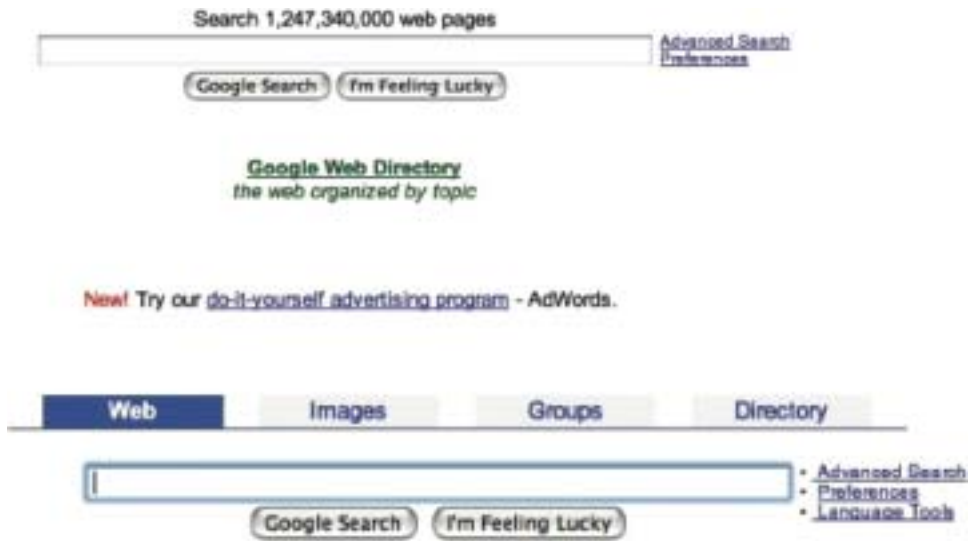 Search 1,247,340,000 web pages
Advanced Search
Preferences
Google Search I'm Feeling Lucky
Google Web Directory
the web organized by topic
New! Try our do-it-yourself advertising program - AdWords.
Web Images Groups Directory
• Advanced Search
• Preferences
• Language Tools
Google Search I'm Feeling Lucky